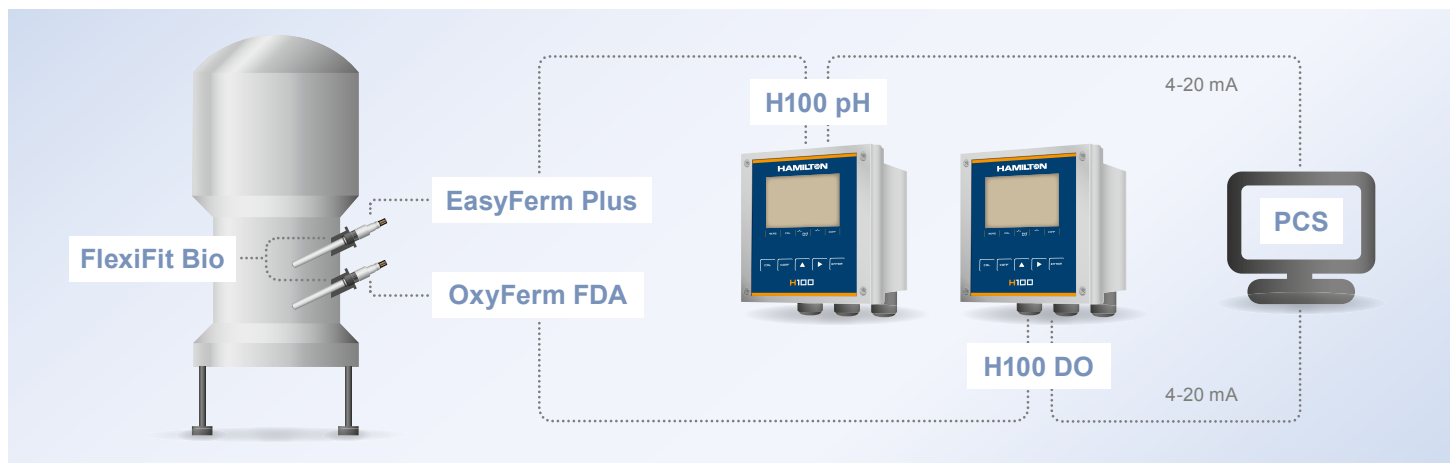 H100 pH
4-20 mA
HAMILTON
HAMILTON
EasyFerm Plus
PCS
FlexiFit Bio
OxyFerm FDA
H100
H100
H100 DO
4-20 mA